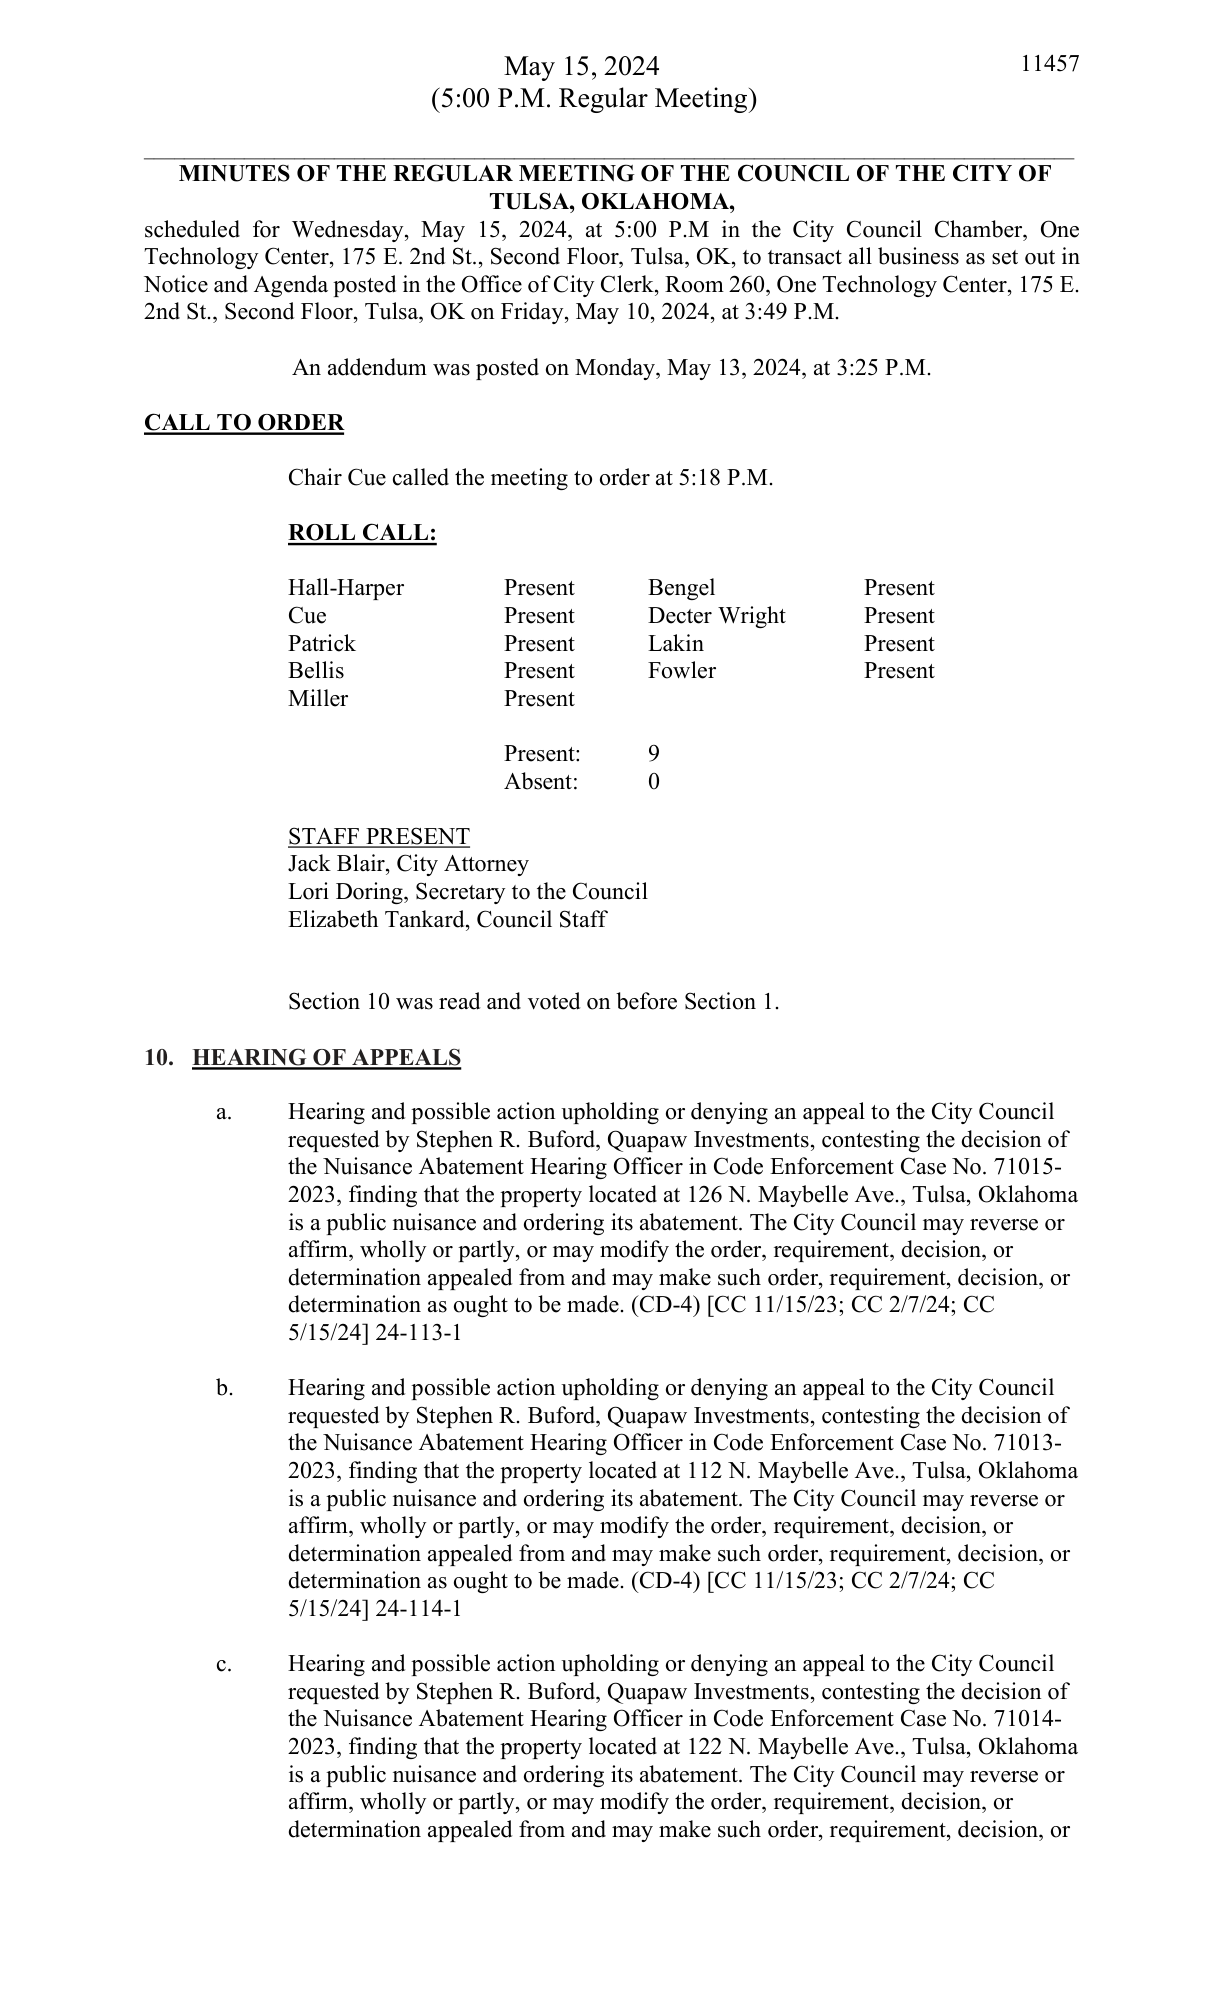 May 15, 2024
11457
(5:00 P.M. Regular Meeting)
MINUTES OF THE REGULAR MEETING OF THE COUNCIL OF THE CITY OF
TULSA, OKLAHOMA,
scheduled for Wednesday, May 15, 2024, at 5:00 P.M in the City Council Chamber, One
Technology Center, 175 E. 2nd St., Second Floor, Tulsa, OK, to transact all business as set out in
Notice and Agenda posted in the Office of City Clerk, Room 260, One Technology Center, 175 E.
2nd St., Second Floor, Tulsa, OK on Friday, May 10, 2024, at 3:49 P.M.
An addendum was posted on Monday, May 13, 2024, at 3:25 P.M.
CALL TO ORDER
Chair Cue called the meeting to order at 5:18 P.M.
ROLL CALL:
Hall-Harper Present Bengel Present
Cue Present Decter Wright Present
Patrick Present Lakin Present
Bellis Present Fowler Present
Miller Present
Present: 9
Absent: 0
STAFF PRESENT
Jack Blair, City Attorney
Lori Doring, Secretary to the Council
Elizabeth Tankard, Council Staff
Section 10 was read and voted on before Section 1.
10. HEARING OF APPEALS
a. Hearing and possible action upholding or denying an appeal to the City Council
requested by Stephen R. Buford, Quapaw Investments, contesting the decision of
the Nuisance Abatement Hearing Officer in Code Enforcement Case No. 71015-
2023, finding that the property located at 126 N. Maybelle Ave., Tulsa, Oklahoma
is a public nuisance and ordering its abatement. The City Council may reverse or
affirm, wholly or partly, or may modify the order, requirement, decision, or
determination appealed from and may make such order, requirement, decision, or
determination as ought to be made. (CD-4) [CC 11/15/23; CC 2/7/24; CC
5/15/24] 24-113-1
b. Hearing and possible action upholding or denying an appeal to the City Council
requested by Stephen R. Buford, Quapaw Investments, contesting the decision of
the Nuisance Abatement Hearing Officer in Code Enforcement Case No. 71013-
2023, finding that the property located at 112 N. Maybelle Ave., Tulsa, Oklahoma
is a public nuisance and ordering its abatement. The City Council may reverse or
affirm, wholly or partly, or may modify the order, requirement, decision, or
determination appealed from and may make such order, requirement, decision, or
determination as ought to be made. (CD-4) [CC 11/15/23; CC 2/7/24; CC
5/15/24] 24-114-1
c. Hearing and possible action upholding or denying an appeal to the City Council
requested by Stephen R. Buford, Quapaw Investments, contesting the decision of
the Nuisance Abatement Hearing Officer in Code Enforcement Case No. 71014-
2023, finding that the property located at 122 N. Maybelle Ave., Tulsa, Oklahoma
is a public nuisance and ordering its abatement. The City Council may reverse or
affirm, wholly or partly, or may modify the order, requirement, decision, or
determination appealed from and may make such order, requirement, decision, or